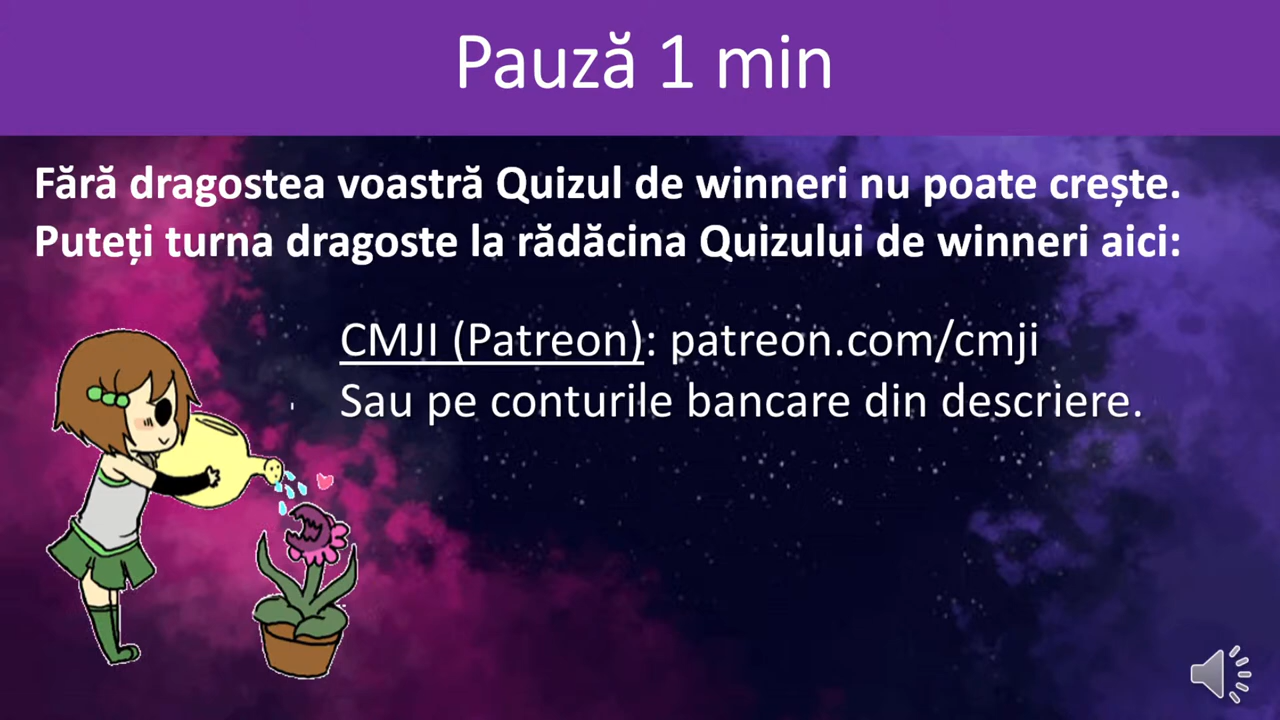 Pauză 1 min
Fără dragostea voastră Quizul de winneri nu poate crește.
Puteți turna dragoste la rădăcina Quizului de winneri aici:
CMJI (Patreon): patreon.com/cmji
Sau pe conturile bancare din descriere.